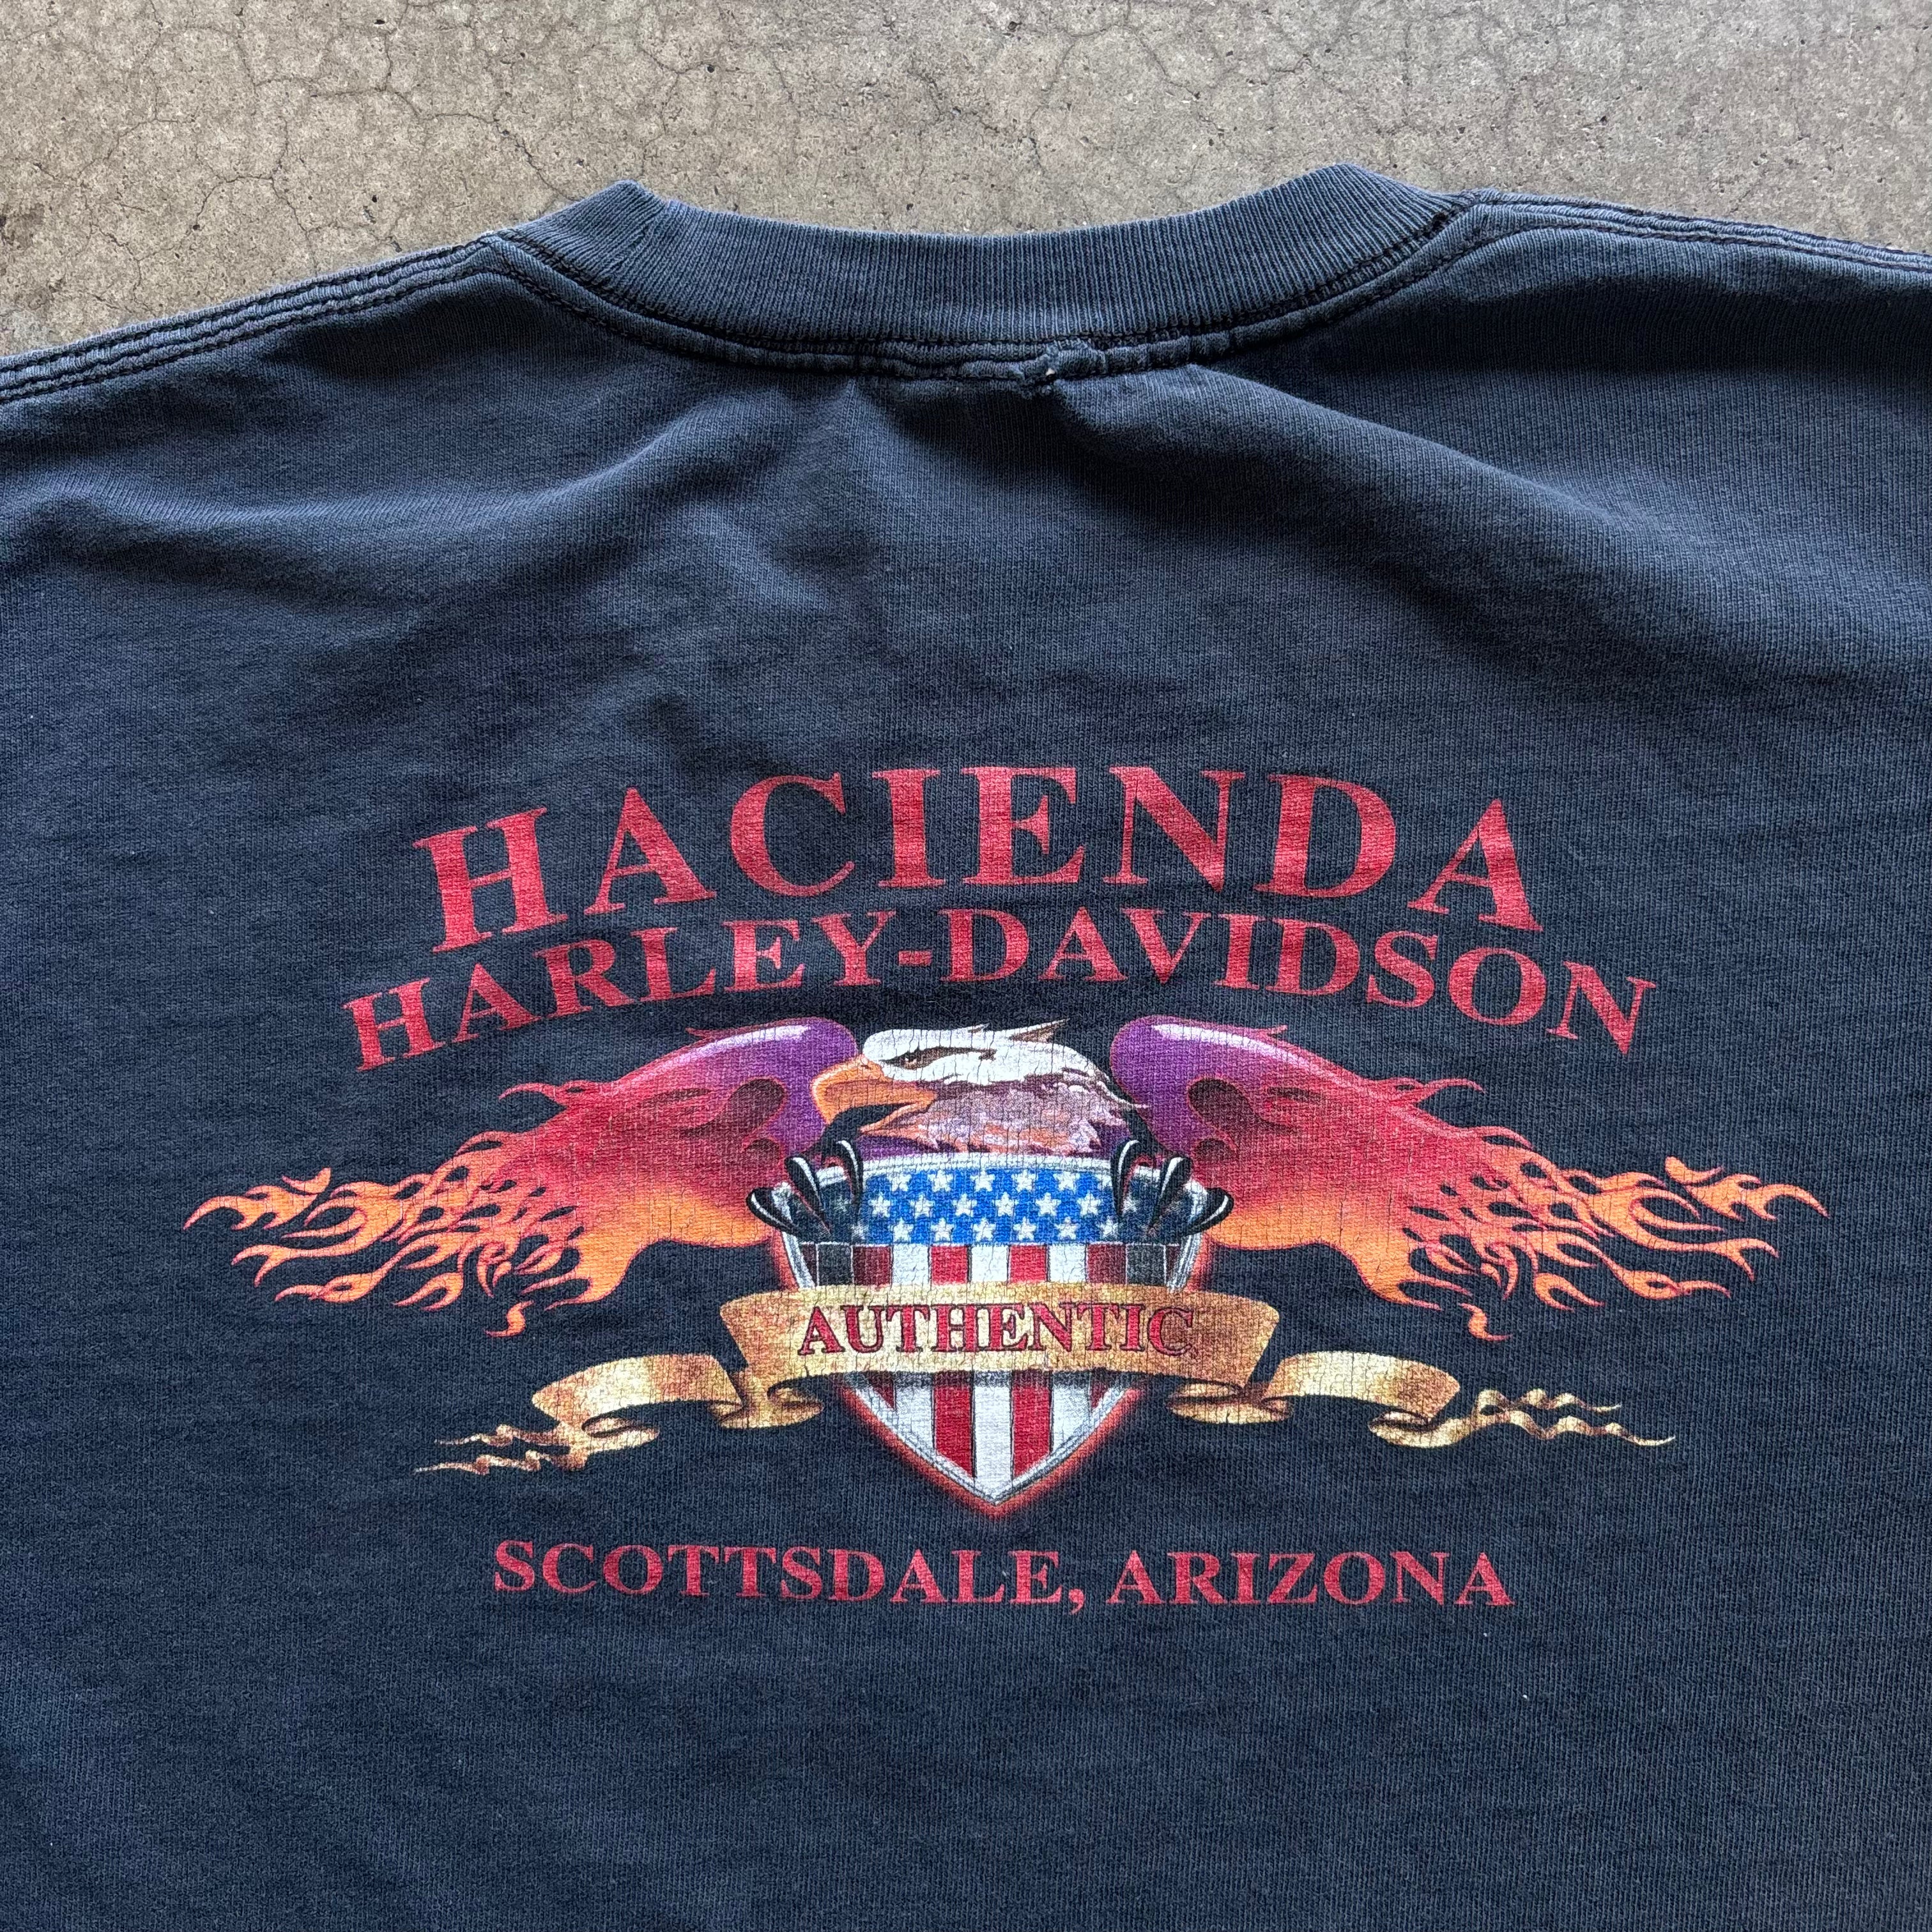 HACIENDA
HARLEY-DAVIDSON
AUTHENTIC
SCOTTSDALE, ARIZONA